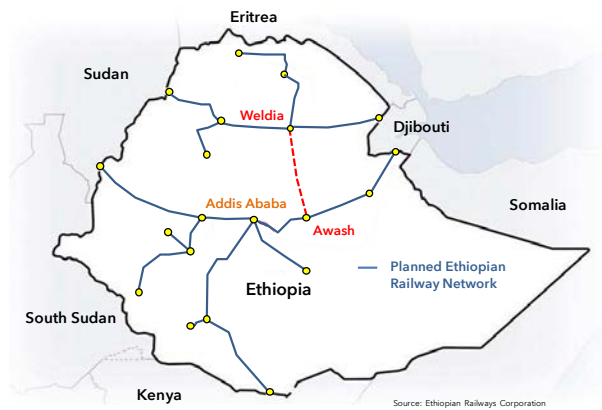 Eritrea
Sudan
Weldia
Djibouti
Addis Ababa
Somalia
Awash
Planned Ethiopian
Railway Network
Ethiopia
South Sudan
Kenya
Source: Ethiopian Railways Corporation